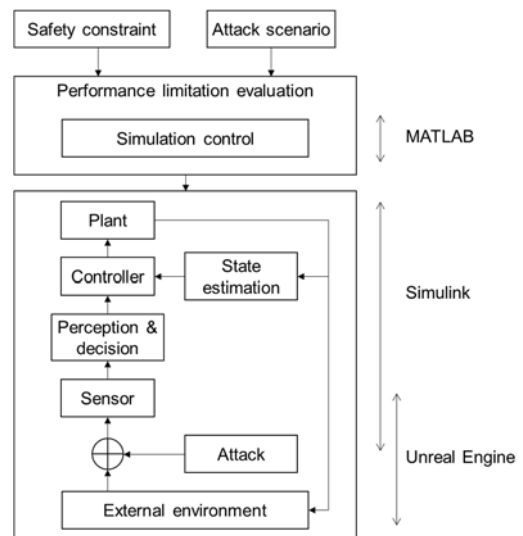 Safety constraint
Attack scenario
Performance limitation evaluation
Simulation control
MATLAB
Plant
Controller
State
estimation
Simulink
Perception &
decision
Sensor
Attack
Unreal Engine
External environment